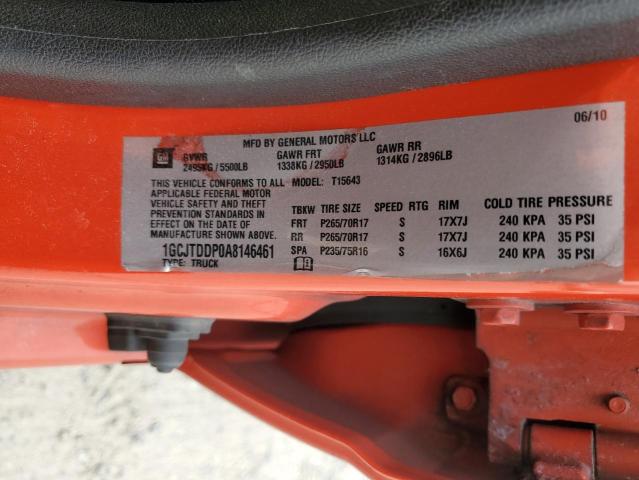 06/10
MFD BY GENERAL MOTORS LLC
GM
GVWR GAWR FRT GAWR RR
2495KG / 5500LB 1338KG / 2950LB 1314KG / 2896LB
THIS VEHICLE CONFORMS TO ALL MODEL: T15643
APPLICABLE FEDERAL MOTOR
VEHICLE SAFETY AND THEFT
PREVENTION STANDARDS IN
EFFECT ON THE DATE OF
MANUFACTURE SHOWN ABOVE.
1GCJTDDP0A8146461
TYPE: TRUCK
TBKW TIRE SIZE SPEED RTG RIM COLD TIRE PRESSURE
FRT P265/70R17 S 17X7J 240 KPA 35 PSI
RR P265/70R17 S 17X7J 240 KPA 35 PSI
SPA P235/75R16 S 16X6J 240 KPA 35 PSI